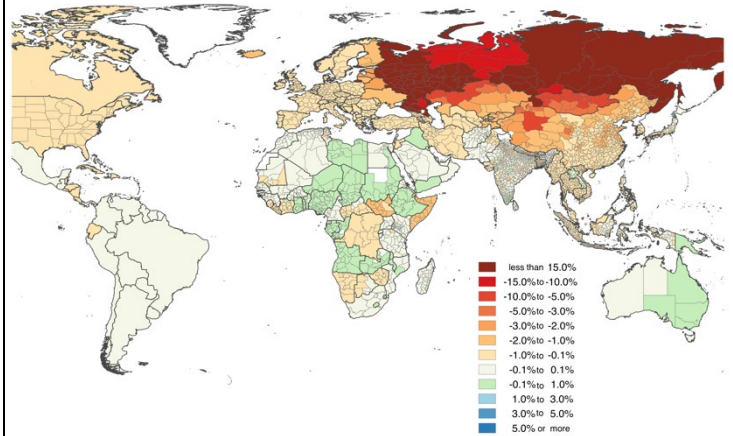 less than 15.0%
-15.0% to -10.0%
-10.0% to -5.0%
-5.0% to -3.0%
-3.0% to -2.0%
-2.0% to -1.0%
-1.0% to -0.1%
-0.1% to 0.1%
-0.1% to 1.0%
1.0% to 3.0%
3.0% to 5.0%
5.0% or more